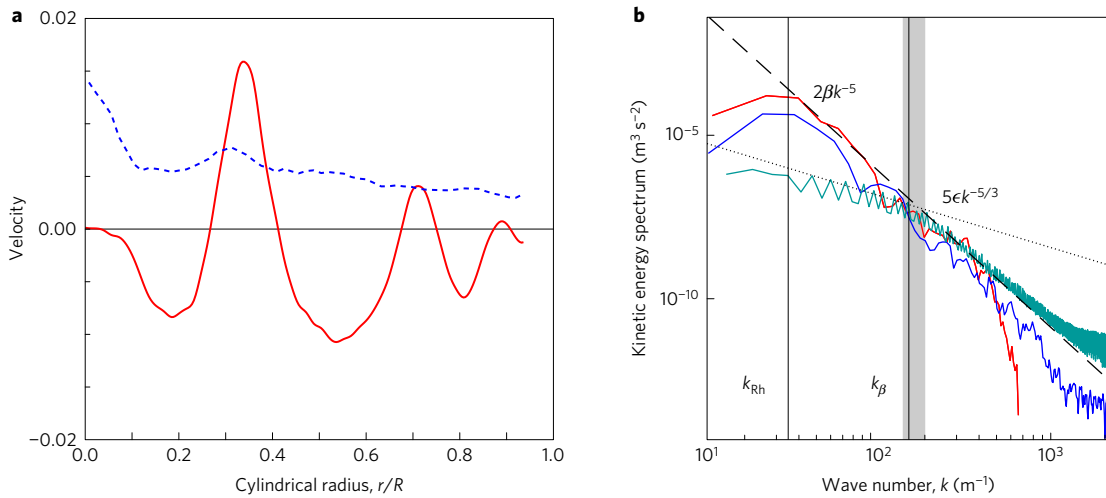 a
0.02
0.00
−0.02
Velocity
0.0
0.2
0.4
0.6
0.8
1.0
Cylindrical radius, r/R
b
10⁻⁵
10⁻¹⁰
Kinetic energy spectrum (m³ s⁻²)
2βk⁻⁵
5ϵk⁻⁵/³
k_Rh
k_β
10¹
10²
10³
Wave number, k (m⁻¹)